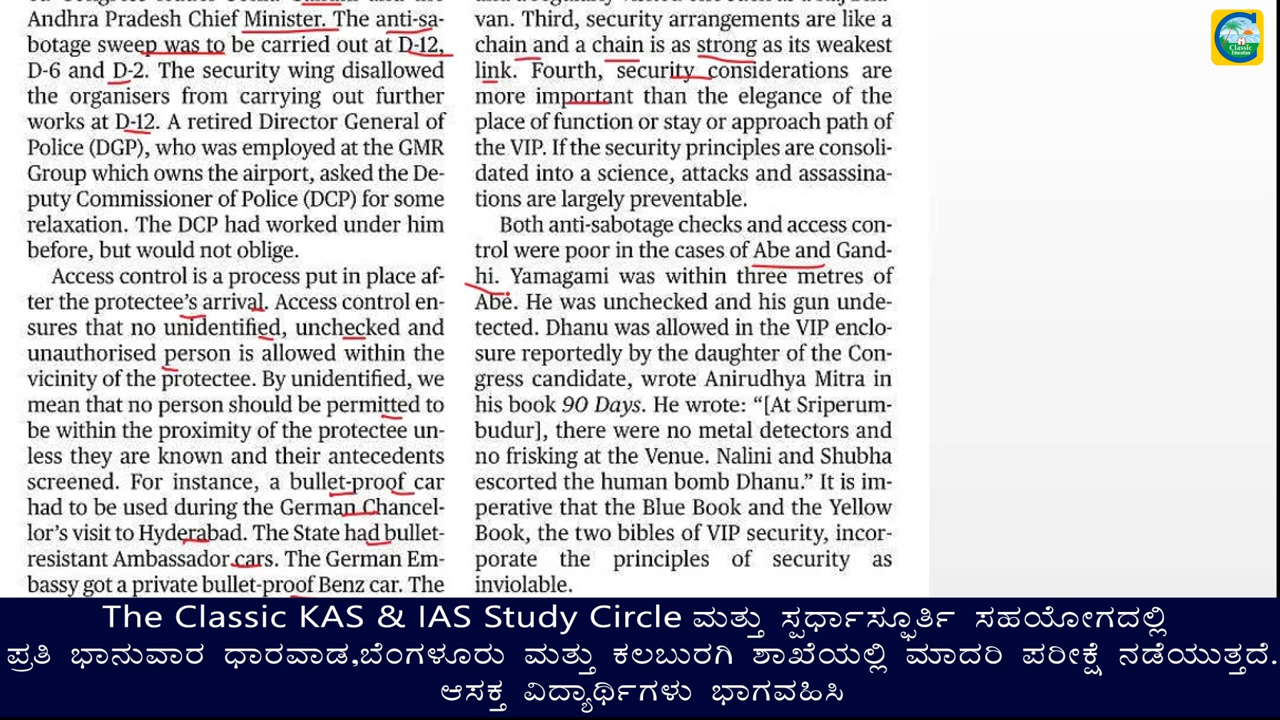 Andhra Pradesh Chief Minister. The anti-sa-
botage sweep was to be carried out at D-12,
D-6 and D-2. The security wing disallowed
the organisers from carrying out further
works at D-12. A retired Director General of
Police (DGP), who was employed at the GMR
Group which owns the airport, asked the De-
puty Commissioner of Police (DCP) for some
relaxation. The DCP had worked under him
before, but would not oblige.
Access control is a process put in place af-
ter the protectee's arrival. Access control en-
sures that no unidentified, unchecked and
unauthorised person is allowed within the
vicinity of the protectee. By unidentified, we
mean that no person should be permitted to
be within the proximity of the protectee un-
less they are known and their antecedents
screened. For instance, a bullet-proof car
had to be used during the German Chancel-
lor's visit to Hyderabad. The State had bullet-
resistant Ambassador cars. The German Em-
bassy got a private bullet-proof Benz car. The
van. Third, security arrangements are like a
chain and a chain is as strong as its weakest
link. Fourth, security considerations are
more important than the elegance of the
place of function or stay or approach path of
the VIP. If the security principles are consoli-
dated into a science, attacks and assassina-
tions are largely preventable.
Both anti-sabotage checks and access con-
trol were poor in the cases of Abe and Gand-
hi. Yamagami was within three metres of
Abe. He was unchecked and his gun unde-
tected. Dhanu was allowed in the VIP enclo-
sure reportedly by the daughter of the Con-
gress candidate, wrote Anirudhya Mitra in
his book 90 Days. He wrote: “[At Sriperum-
budur], there were no metal detectors and
no frisking at the Venue. Nalini and Shubha
escorted the human bomb Dhanu.” It is im-
perative that the Blue Book and the Yellow
Book, the two bibles of VIP security, incor-
porate the principles of security as
inviolable.
Classic
Education
The Classic KAS & IAS Study Circle ಮತ್ತು ಸ್ಪರ್ಧಾಸ್ಫೂರ್ತಿ ಸಹಯೋಗದಲ್ಲಿ
ಪ್ರತಿ ಭಾನುವಾರ ಧಾರವಾಡ,ಬೆಂಗಳೂರು ಮತ್ತು ಕಲಬುರಗಿ ಶಾಖೆಯಲ್ಲಿ ಮಾದರಿ ಪರೀಕ್ಷೆ ನಡೆಯುತ್ತದೆ.
ಆಸಕ್ತ ವಿದ್ಯಾರ್ಥಿಗಳು ಭಾಗವಹಿಸಿ